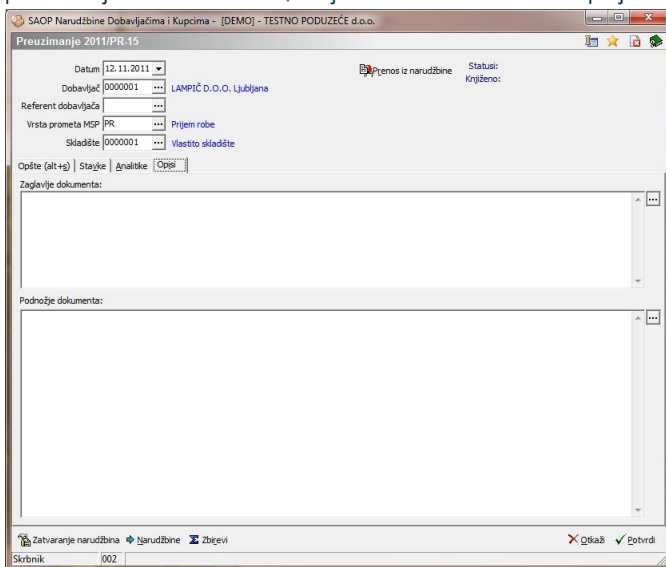 SAOP Narudžbine Dobavljačima i Kupcima - [DEMO] - TESTNO PODUZEĆE d.o.o.
Preuzimanje 2011/PR-15
Datum 12.11.2011
Prenos iz narudžbine
Statusi:
Knjiženo:
Dobavljač 0000001 ... LAMPIČ D.O.O. Ljubljana
Referent dobavljača ...
Vrsta prometa MSP PR ... Prijem robe
Skladište 0000001 ... Vlastito skladište
Opšte (alt+s) Stavke Analitike Opisi
Zaglavlje dokumenta:
...
Podnožje dokumenta:
...
Zatvaranje narudžbina Narudžbine Zbirevi Otkaži Potvrdi
Skrbnik 002